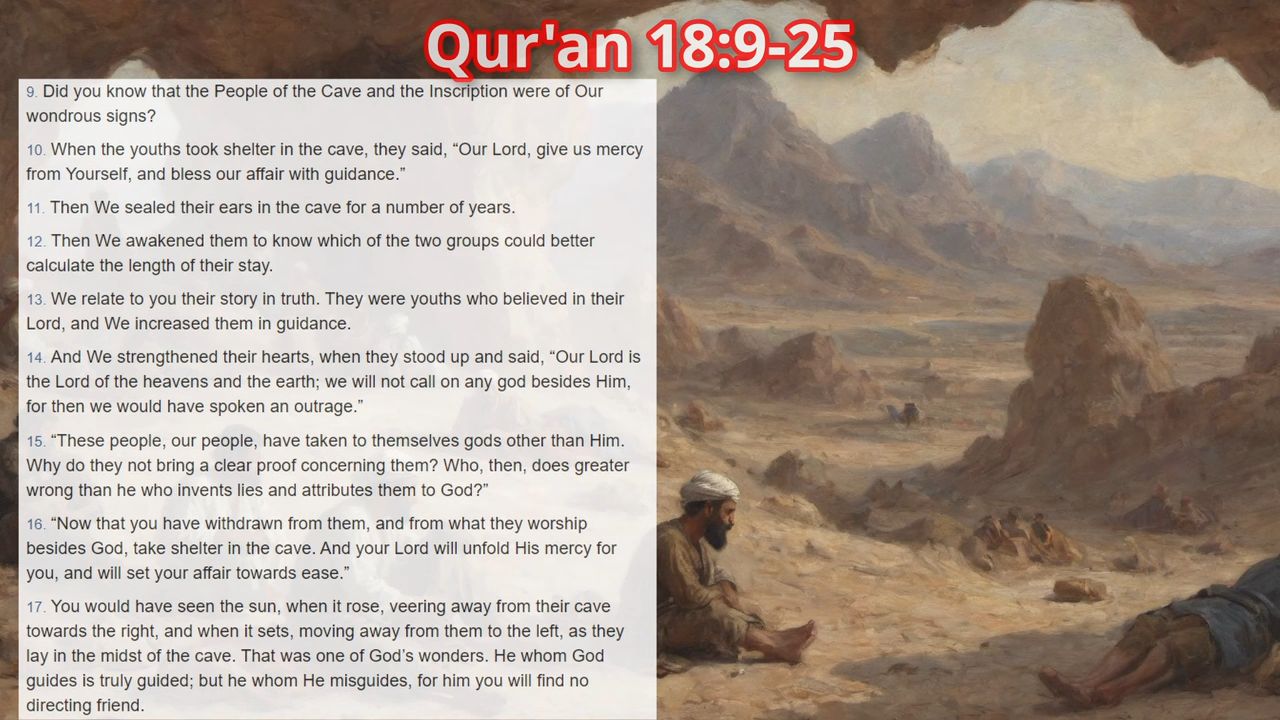 Qur'an 18:9-25
9. Did you know that the People of the Cave and the Inscription were of Our
wondrous signs?
10. When the youths took shelter in the cave, they said, “Our Lord, give us mercy
from Yourself, and bless our affair with guidance.”
11. Then We sealed their ears in the cave for a number of years.
12. Then We awakened them to know which of the two groups could better
calculate the length of their stay.
13. We relate to you their story in truth. They were youths who believed in their
Lord, and We increased them in guidance.
14. And We strengthened their hearts, when they stood up and said, “Our Lord is
the Lord of the heavens and the earth; we will not call on any god besides Him,
for then we would have spoken an outrage.”
15. “These people, our people, have taken to themselves gods other than Him.
Why do they not bring a clear proof concerning them? Who, then, does greater
wrong than he who invents lies and attributes them to God?”
16. “Now that you have withdrawn from them, and from what they worship
besides God, take shelter in the cave. And your Lord will unfold His mercy for
you, and will set your affair towards ease.”
17. You would have seen the sun, when it rose, veering away from their cave
towards the right, and when it sets, moving away from them to the left, as they
lay in the midst of the cave. That was one of God’s wonders. He whom God
guides is truly guided; but he whom He misguides, for him you will find no
directing friend.